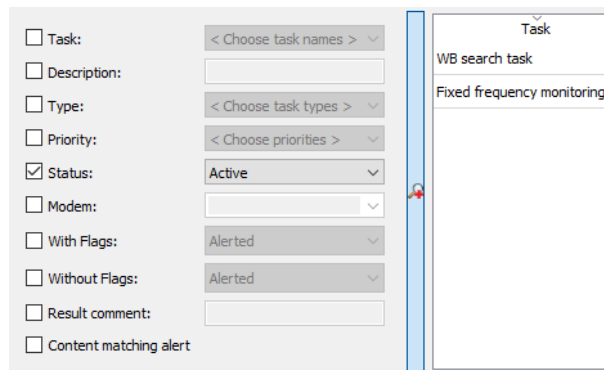 Task: < Choose task names >
Description:
Type: < Choose task types >
Priority: < Choose priorities >
Status: Active
Modem:
With Flags: Alerted
Without Flags: Alerted
Result comment:
Content matching alert
Task
WB search task
Fixed frequency monitoring